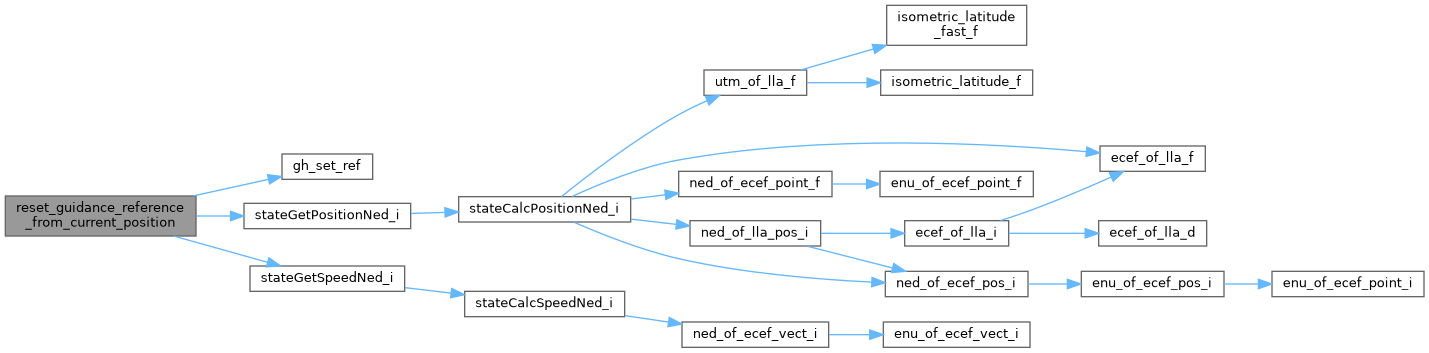 isometric_latitude
_fast_f
utm_of_lla_f
isometric_latitude_f
gh_set_ref
ecef_of_lla_f
ned_of_ecef_point_f
enu_of_ecef_point_f
reset_guidance_reference
_from_current_position
stateGetPositionNed_i
stateCalcPositionNed_i
ned_of_lla_pos_i
ecef_of_lla_i
ecef_of_lla_d
stateGetSpeedNed_i
ned_of_ecef_pos_i
enu_of_ecef_pos_i
enu_of_ecef_point_i
stateCalcSpeedNed_i
ned_of_ecef_vect_i
enu_of_ecef_vect_i